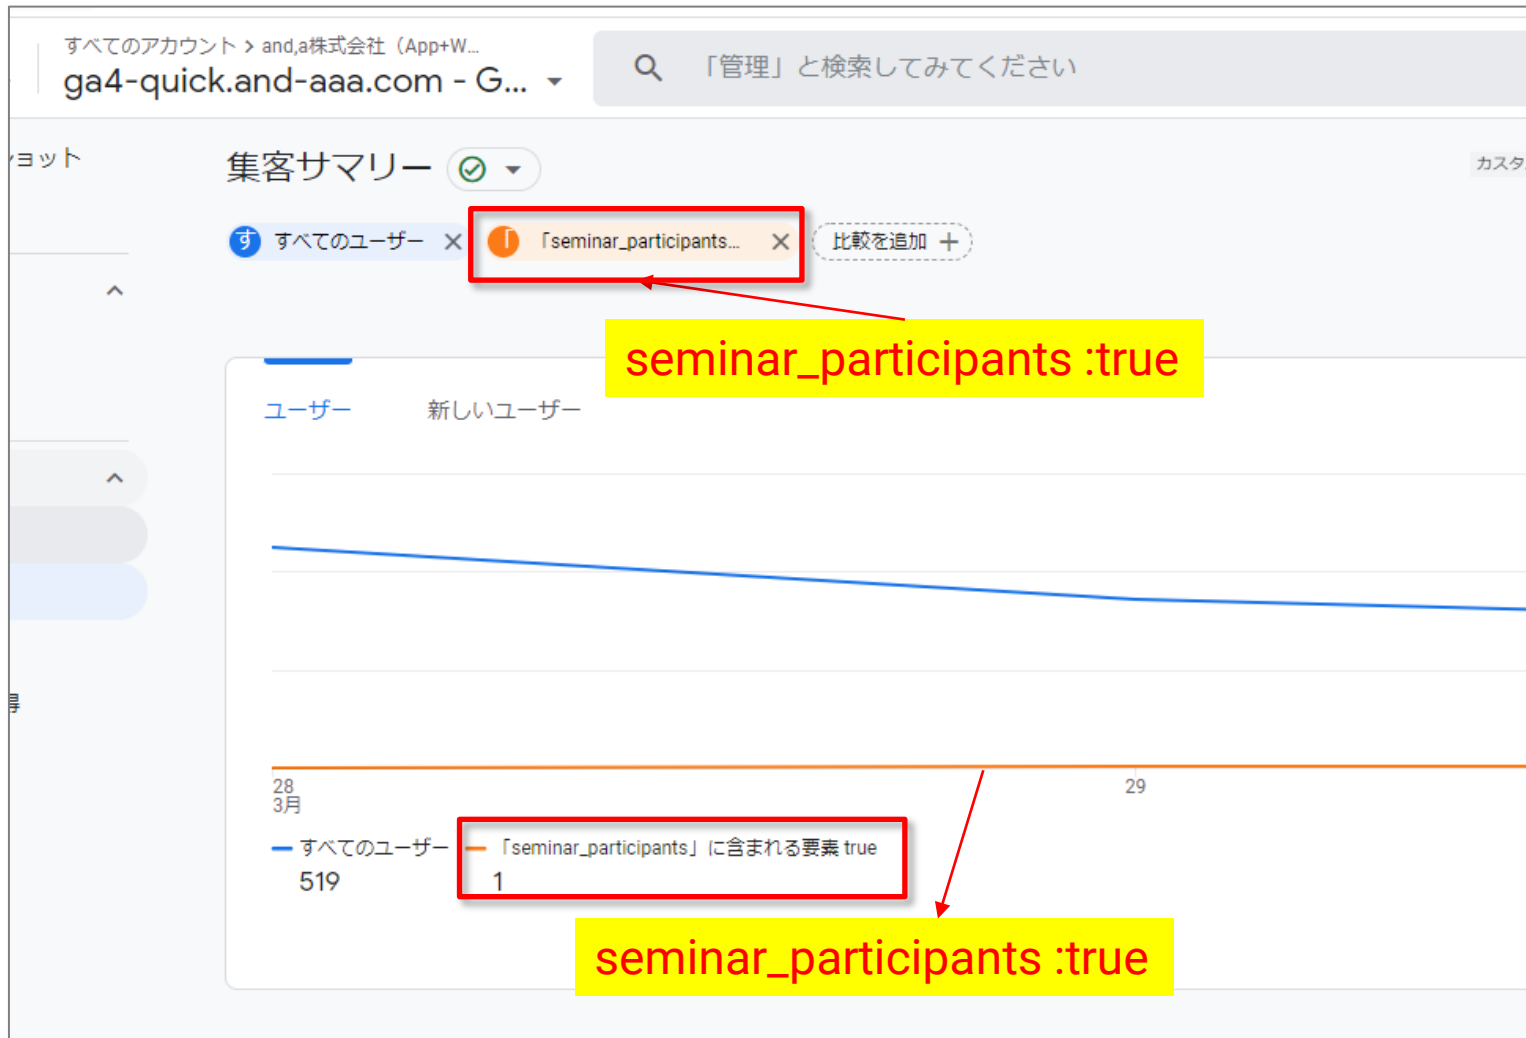 すべてのアカウント > and,a株式会社（App+W...
ga4-quick.and-aaa.com - G...
「管理」と検索してみてください
ョット
集客サマリー
カスタ
す すべてのユーザー
「 「seminar_participants...
比較を追加 +
seminar_participants :true
ユーザー 新しいユーザー
28
3月
29
すべてのユーザー
519
「seminar_participants」に含まれる要素 true
1
得
seminar_participants :true